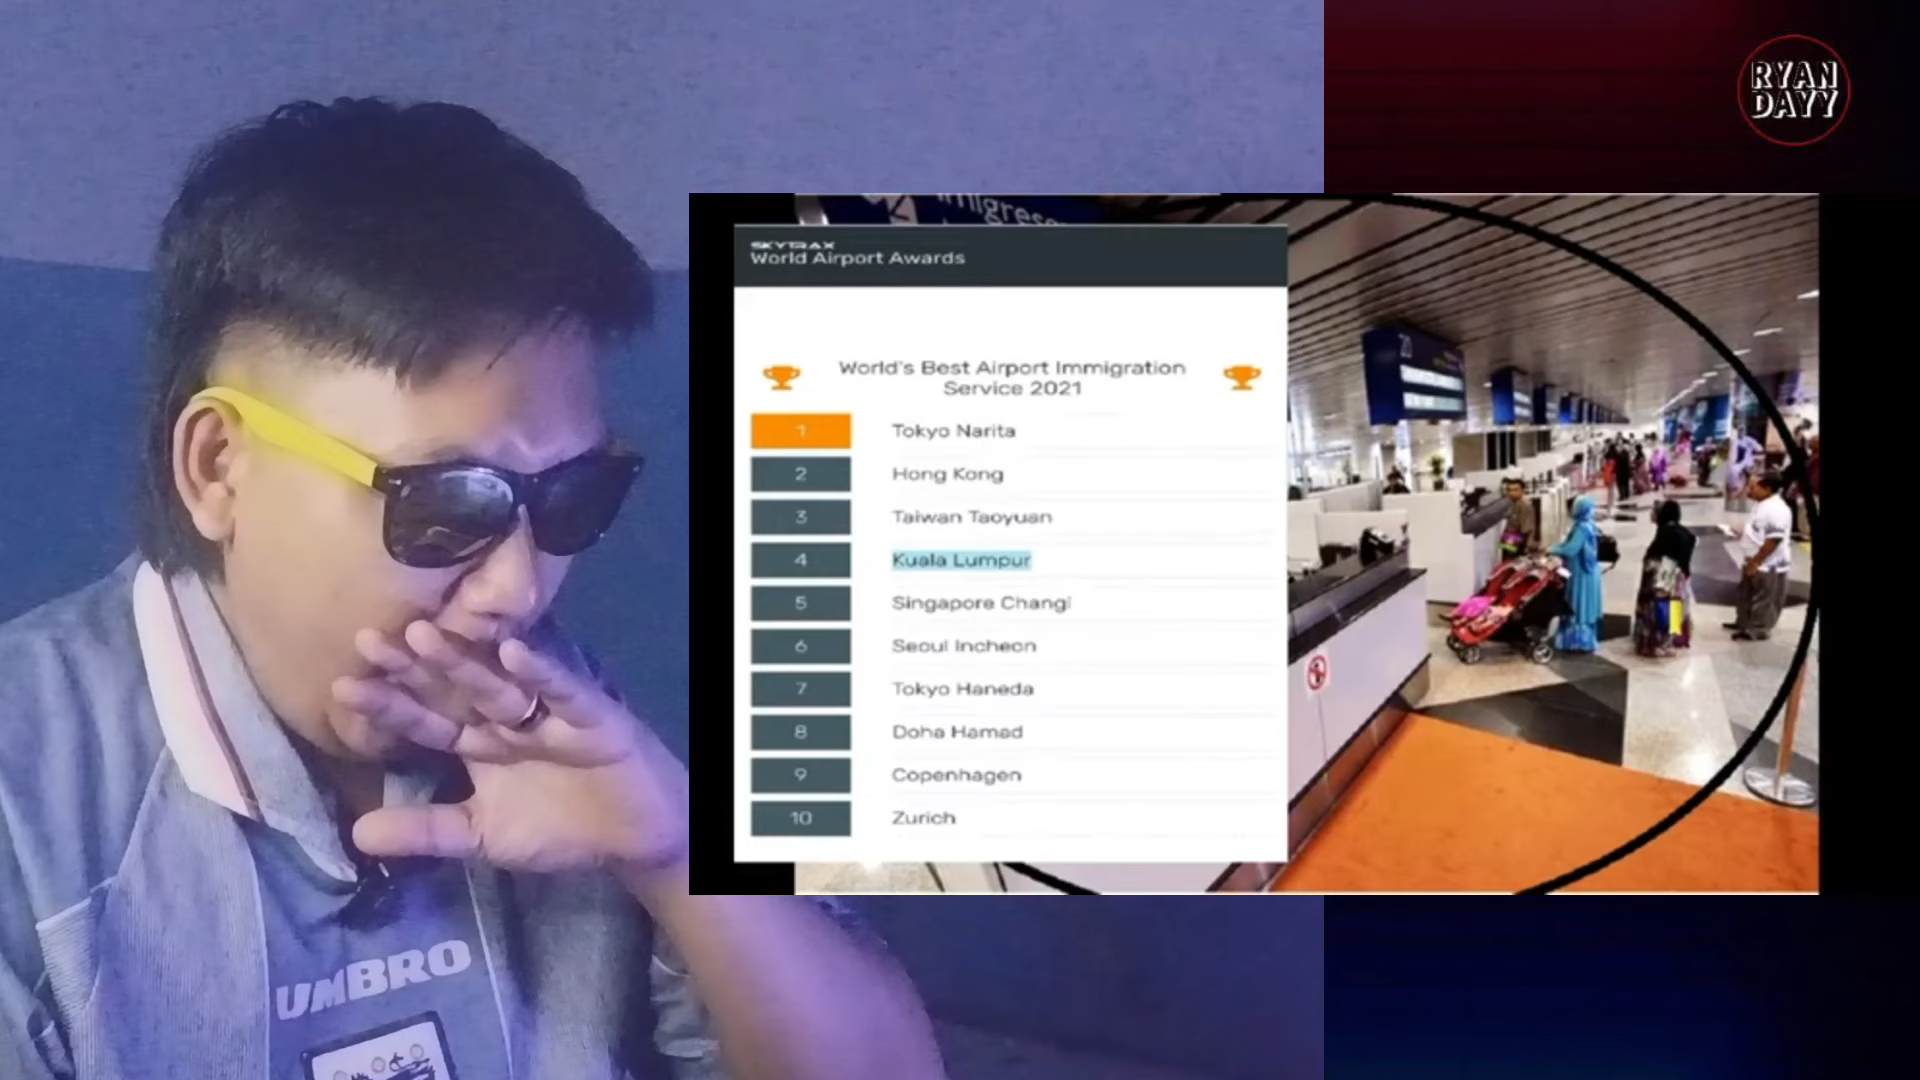 RYAN
DAYY
Imigrese
SKYTRAX
World Airport Awards
World's Best Airport Immigration
Service 2021
1 Tokyo Narita
2 Hong Kong
3 Taiwan Taoyuan
4 Kuala Lumpur
5 Singapore Changi
6 Seoul Incheon
7 Tokyo Haneda
8 Doha Hamad
9 Copenhagen
10 Zurich
UMBRO